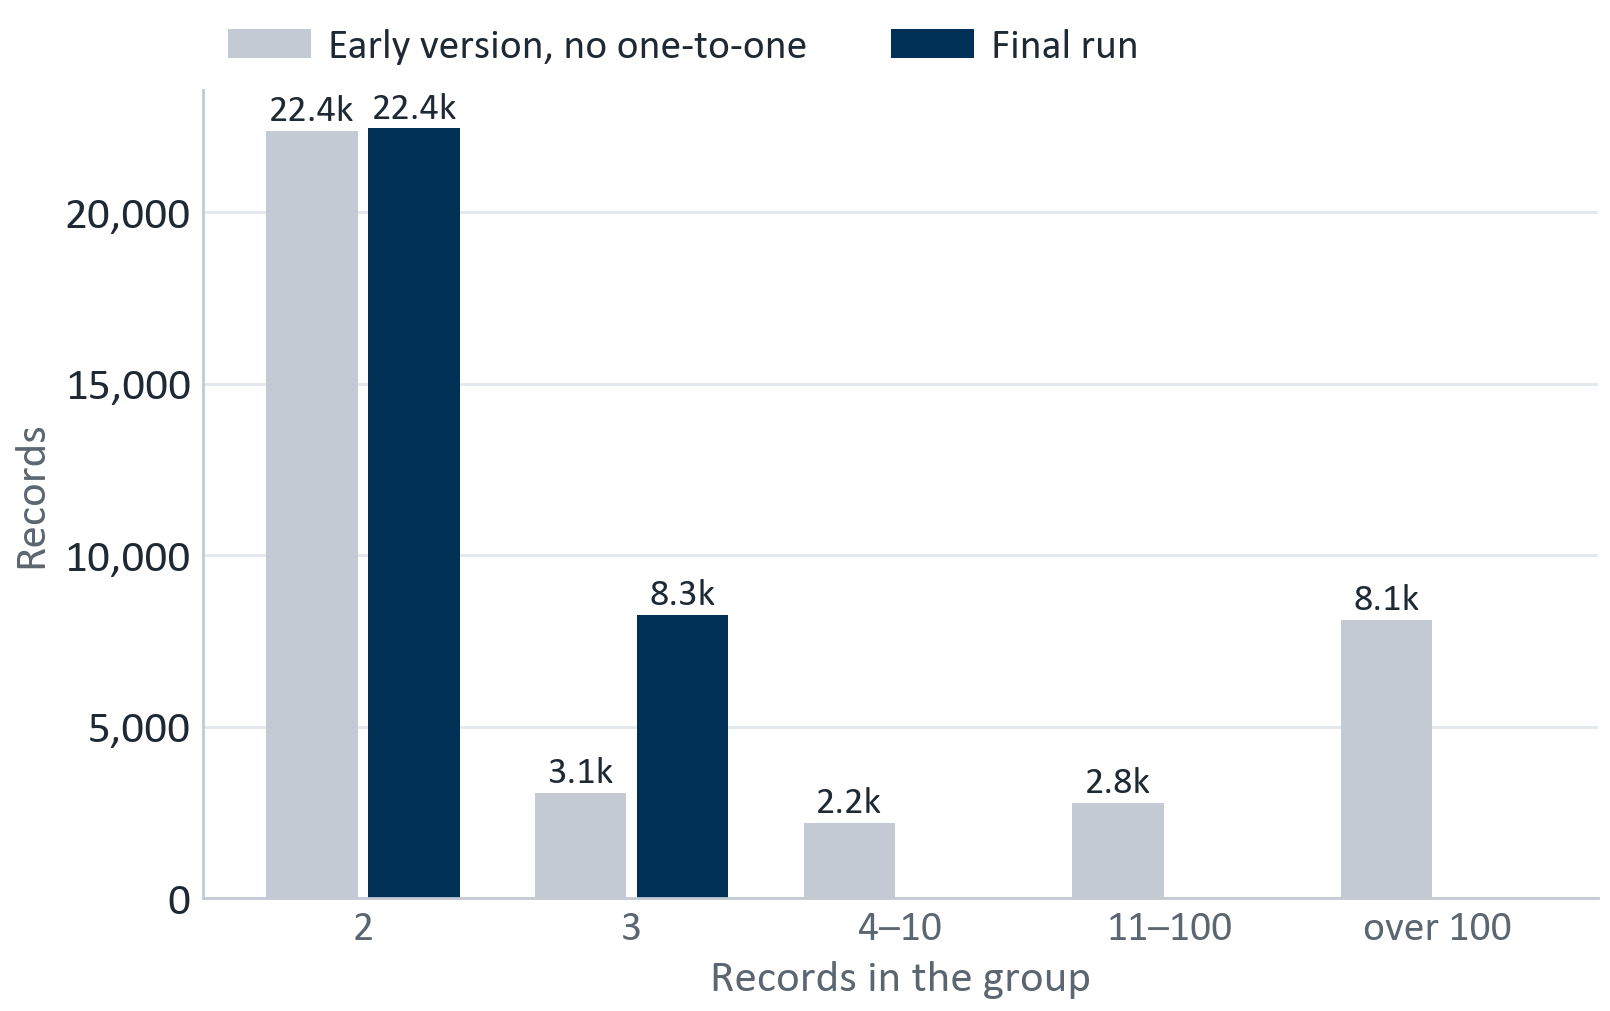 Early version, no one-to-one Final run
22.4k 22.4k
20,000
15,000
10,000
5,000
0
Records
8.3k
8.1k
3.1k
2.8k
2.2k
2 3 4–10 11–100 over 100
Records in the group